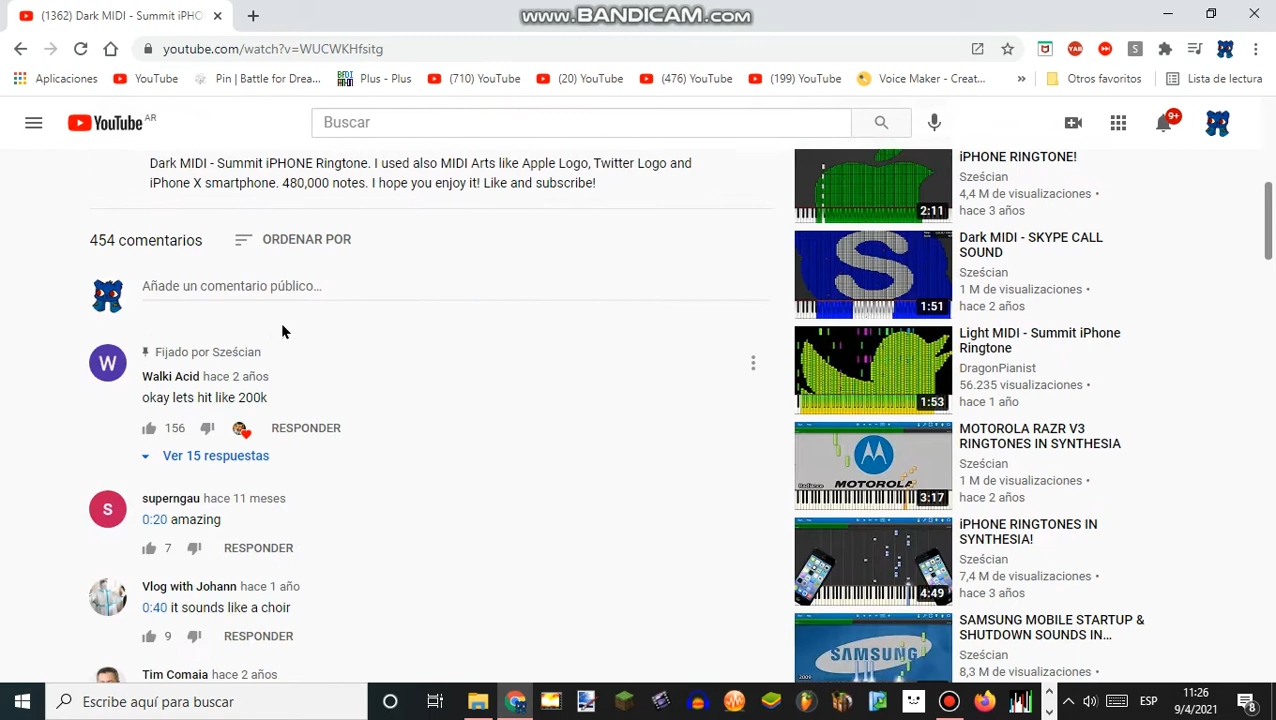 www.BANDICAM.com
(1362) Dark MIDI - Summit iPHO
youtube.com/watch?v=WUCWKHfsitg
Aplicaciones YouTube Pin | Battle for Drea... Plus - Plus (710) YouTube (20) YouTube (476) YouTube (199) YouTube Voice Maker - Creat... » Otros favoritos Lista de lectura
YouTube AR
Buscar
9+
Dark MIDI - Summit iPHONE Ringtone. I used also MIDI Arts like Apple Logo, Twitter Logo and
iPhone X smartphone. 480,000 notes. I hope you enjoy it! Like and subscribe!
454 comentarios ORDENAR POR
Añade un comentario público...
Fijado por Sześcian
W
Walki Acid hace 2 años
okay lets hit like 200k
156 RESPONDER
Ver 15 respuestas
S
superngau hace 11 meses
0:20 amazing
7 RESPONDER
Vlog with Johann hace 1 año
0:40 it sounds like a choir
9 RESPONDER
Tim Comaia hace 2 años
iPHONE RINGTONE!
Sześcian
4,4 M de visualizaciones •
hace 3 años
2:11
Dark MIDI - SKYPE CALL
SOUND
Sześcian
1 M de visualizaciones •
hace 2 años
S
1:51
Light MIDI - Summit iPhone
Ringtone
DragonPianist
56.235 visualizaciones •
hace 1 año
1:53
MOTOROLA RAZR V3
RINGTONES IN SYNTHESIA
Sześcian
1 M de visualizaciones •
hace 2 años
MOTOROLA
3:17
iPHONE RINGTONES IN
SYNTHESIA!
Sześcian
7,4 M de visualizaciones •
hace 3 años
4:49
SAMSUNG MOBILE STARTUP &
SHUTDOWN SOUNDS IN...
Sześcian
8,3 M de visualizaciones •
SAMSUNG
2009
Escribe aquí para buscar
ESP
11:26
9/4/2021
8